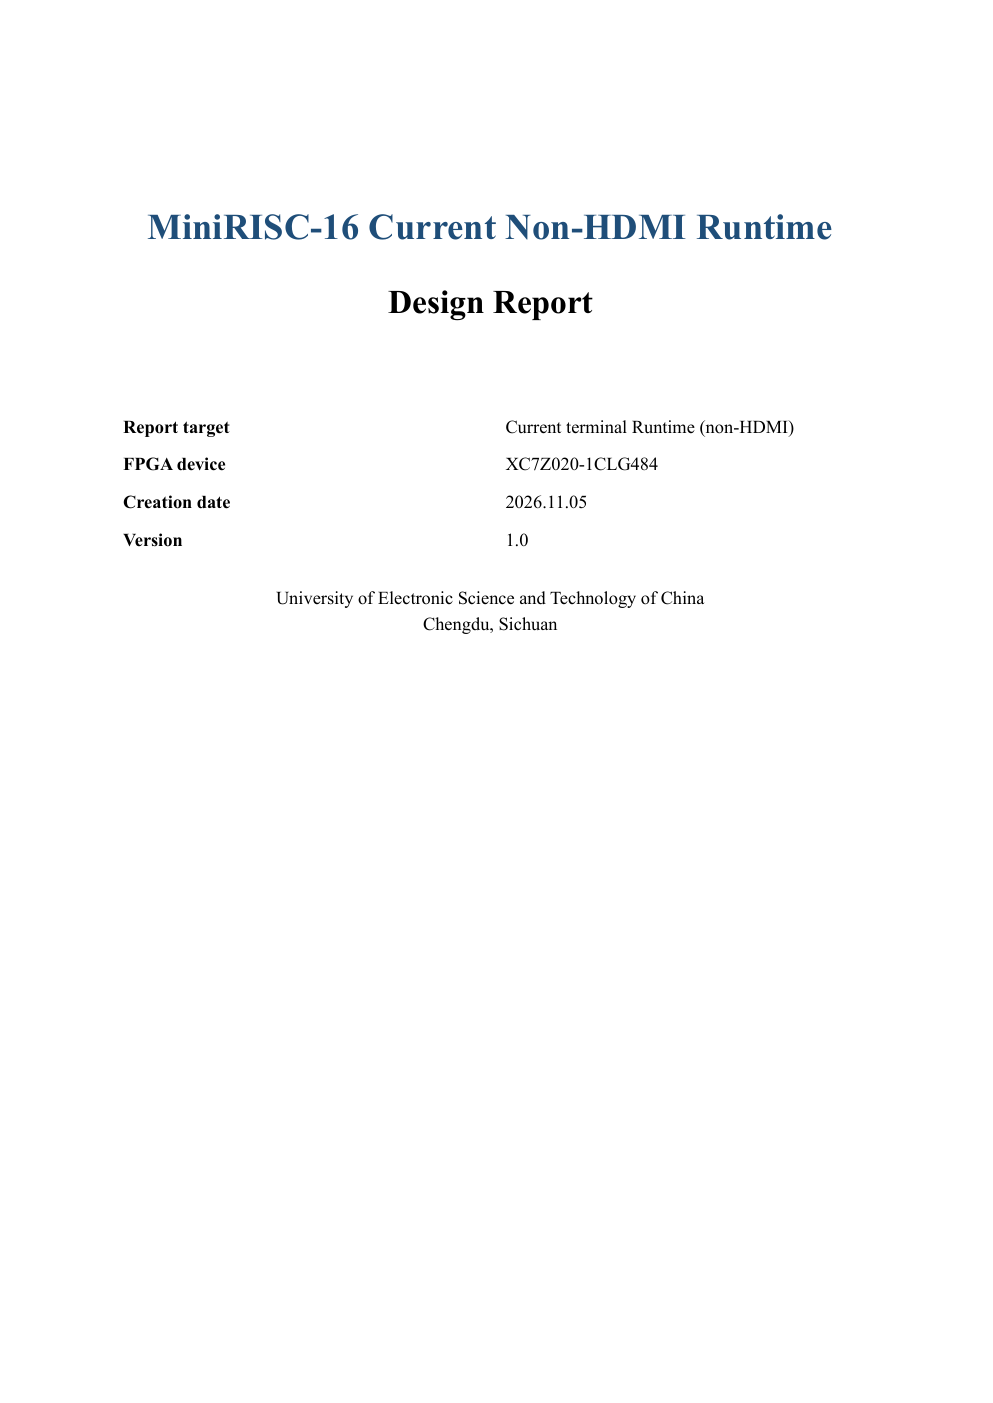 MiniRISC-16 Current Non-HDMI Runtime
Design Report
Report target Current terminal Runtime (non-HDMI)
FPGA device XC7Z020-1CLG484
Creation date 2026.11.05
Version 1.0
University of Electronic Science and Technology of China
Chengdu, Sichuan